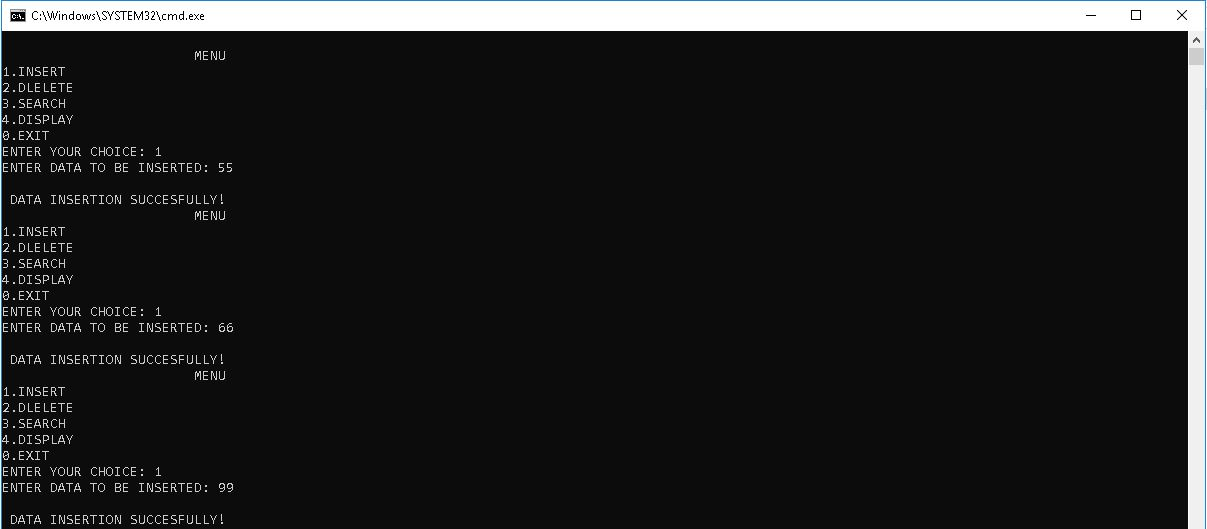 C:\Windows\SYSTEM32\cmd.exe
MENU
1.INSERT
2.DLELETE
3.SEARCH
4.DISPLAY
0.EXIT
ENTER YOUR CHOICE: 1
ENTER DATA TO BE INSERTED: 55
DATA INSERTION SUCCESFULLY!
MENU
1.INSERT
2.DLELETE
3.SEARCH
4.DISPLAY
0.EXIT
ENTER YOUR CHOICE: 1
ENTER DATA TO BE INSERTED: 66
DATA INSERTION SUCCESFULLY!
MENU
1.INSERT
2.DLELETE
3.SEARCH
4.DISPLAY
0.EXIT
ENTER YOUR CHOICE: 1
ENTER DATA TO BE INSERTED: 99
DATA INSERTION SUCCESFULLY!